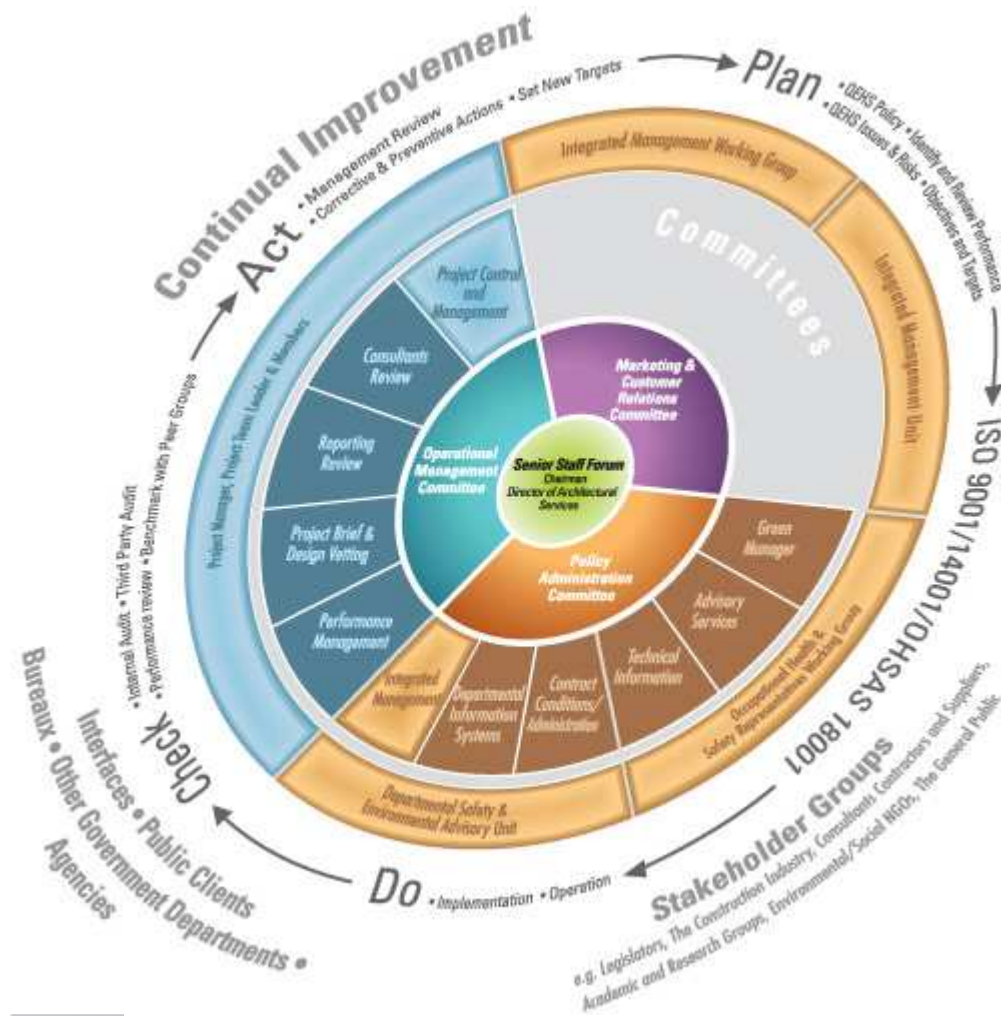 Continual Improvement
Act
• Management Review
• Corrective & Preventive Actions • Set New Targets
Plan
• QEHS Policy • Identify and Review Performance
• QEHS Issues & Risks • Objectives and Targets
ISO 9001/14001/OHSAS 18001
Do
• Implementation • Operation
Check
• Internal Audit • Third Party Audit
• Performance review • Benchmark with Peer Groups
Interfaces • Public Clients
Bureaux • Other Government Departments •
Agencies
Stakeholder Groups
e.g. Legislators, The Construction Industry, Consultants Contractors and Suppliers,
Academic and Research Groups, Environmental/Social NGOs, The General Public
Integrated Management Working Group
Integrated Management Unit
Occupational Health &
Safety Representatives Working Group
Departmental Safety &
Environmental Advisory Unit
Project Manager, Project Team Leader & Members
Committees
Project Control
and
Management
Consultants
Review
Reporting
Review
Project Brief &
Design Vetting
Performance
Management
Integrated
Management
Departmental
Information
Systems
Contract
Conditions/
Administration
Technical
Information
Advisory
Services
Green
Manager
Marketing &
Customer
Relations
Committee
Operational
Management
Committee
Policy
Administration
Committee
Senior Staff Forum
Chairman
Director of Architectural
Services